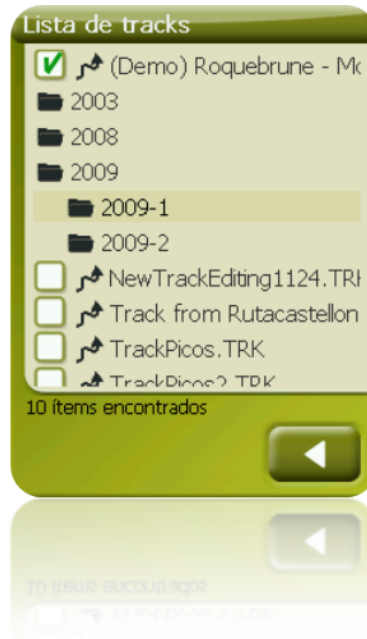 Lista de tracks
(Demo) Roquebrune - Mo
2003
2008
2009
2009-1
2009-2
NewTrackEditing1124.TRK
Track from Rutacastellon
TrackPicos.TRK
TrackPicos2.TRK
10 ítems encontrados